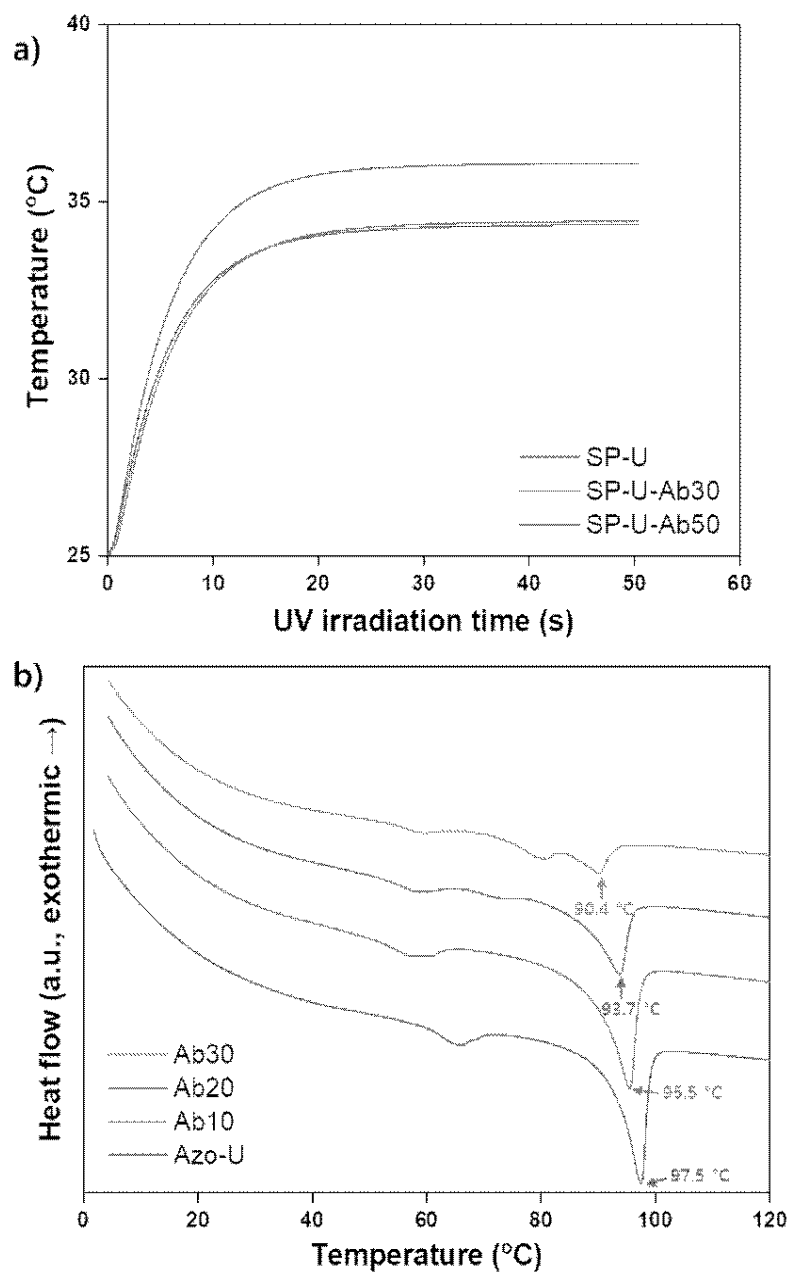 a)
40
35
30
25
Temperature (°C)
SP-U
SP-U-Ab30
SP-U-Ab50
0 10 20 30 40 50 60
UV irradiation time (s)
b)
Heat flow (a.u., exothermic →)
90.4 °C
93.7 °C
95.5 °C
97.5 °C
Ab30
Ab20
Ab10
Azo-U
0 20 40 60 80 100 120
Temperature (°C)